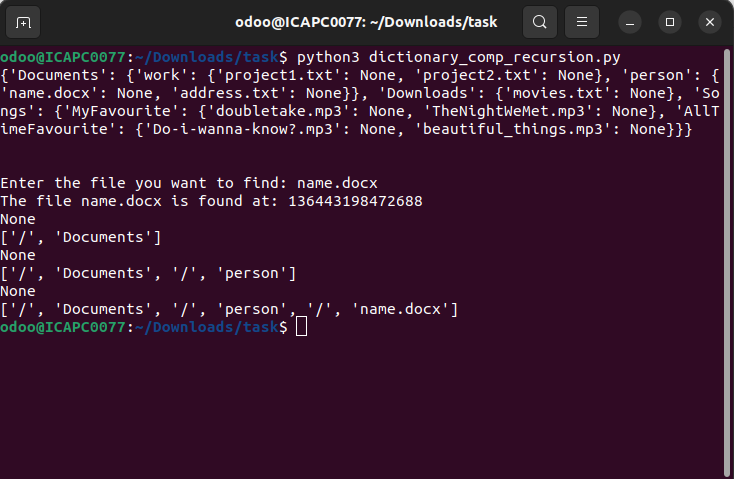 odoo@ICAPC0077: ~/Downloads/task
odoo@ICAPC0077:~/Downloads/task$ python3 dictionary_comp_recursion.py
{'Documents': {'work': {'project1.txt': None, 'project2.txt': None}, 'person': {
'name.docx': None, 'address.txt': None}}, 'Downloads': {'movies.txt': None}, 'So
ngs': {'MyFavourite': {'doubletake.mp3': None, 'TheNightWeMet.mp3': None}, 'AllT
imeFavourite': {'Do-i-wanna-know?.mp3': None, 'beautiful_things.mp3': None}}}
Enter the file you want to find: name.docx
The file name.docx is found at: 136443198472688
None
['/', 'Documents']
None
['/', 'Documents', '/', 'person']
None
['/', 'Documents', '/', 'person', '/', 'name.docx']
odoo@ICAPC0077:~/Downloads/task$